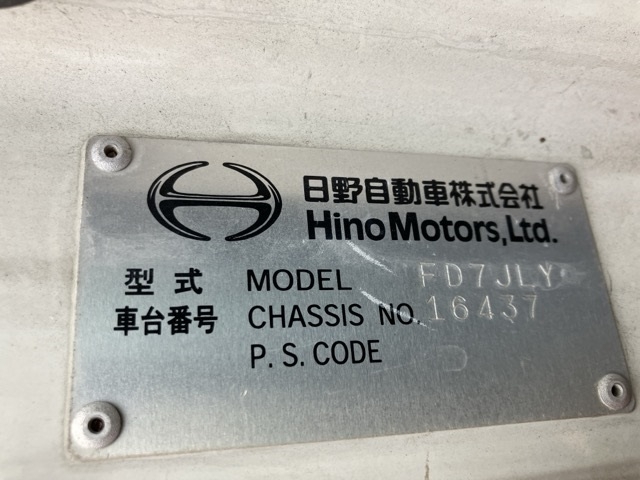 日野自動車株式会社
Hino Motors, Ltd.
型式 MODEL FD7JLY
車台番号 CHASSIS NO. 16437
P. S. CODE